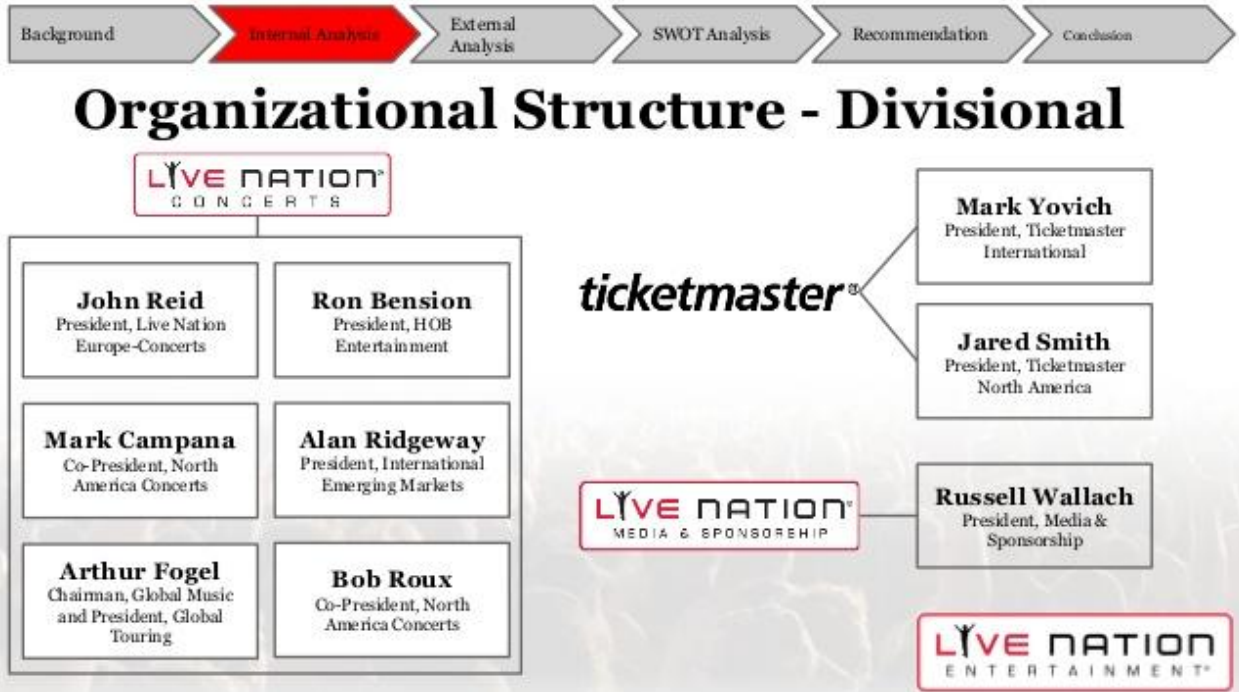 Background
Internal Analysis
External
Analysis
SWOT Analysis
Recommendation
Conclusion
Organizational Structure - Divisional
LIVE NATION®
CONCERTS
John Reid
President, Live Nation
Europe-Concerts
Ron Bension
President, HOB
Entertainment
Mark Campana
Co-President, North
America Concerts
Alan Ridgeway
President, International
Emerging Markets
Arthur Fogel
Chairman, Global Music
and President, Global
Touring
Bob Roux
Co-President, North
America Concerts
ticketmaster®
Mark Yovich
President, Ticketmaster
International
Jared Smith
President, Ticketmaster
North America
LIVE NATION®
MEDIA & SPONSORSHIP
Russell Wallach
President, Media &
Sponsorship
LIVE NATION
ENTERTAINMENT®